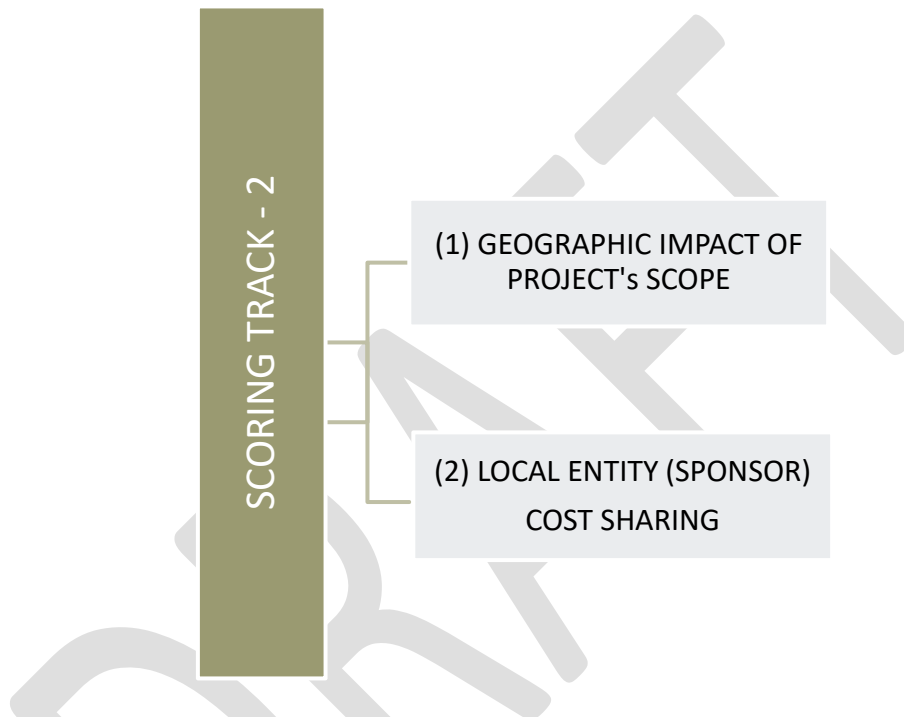 SCORING TRACK - 2
(1) GEOGRAPHIC IMPACT OF
PROJECT's SCOPE
(2) LOCAL ENTITY (SPONSOR)
COST SHARING
DRAFT